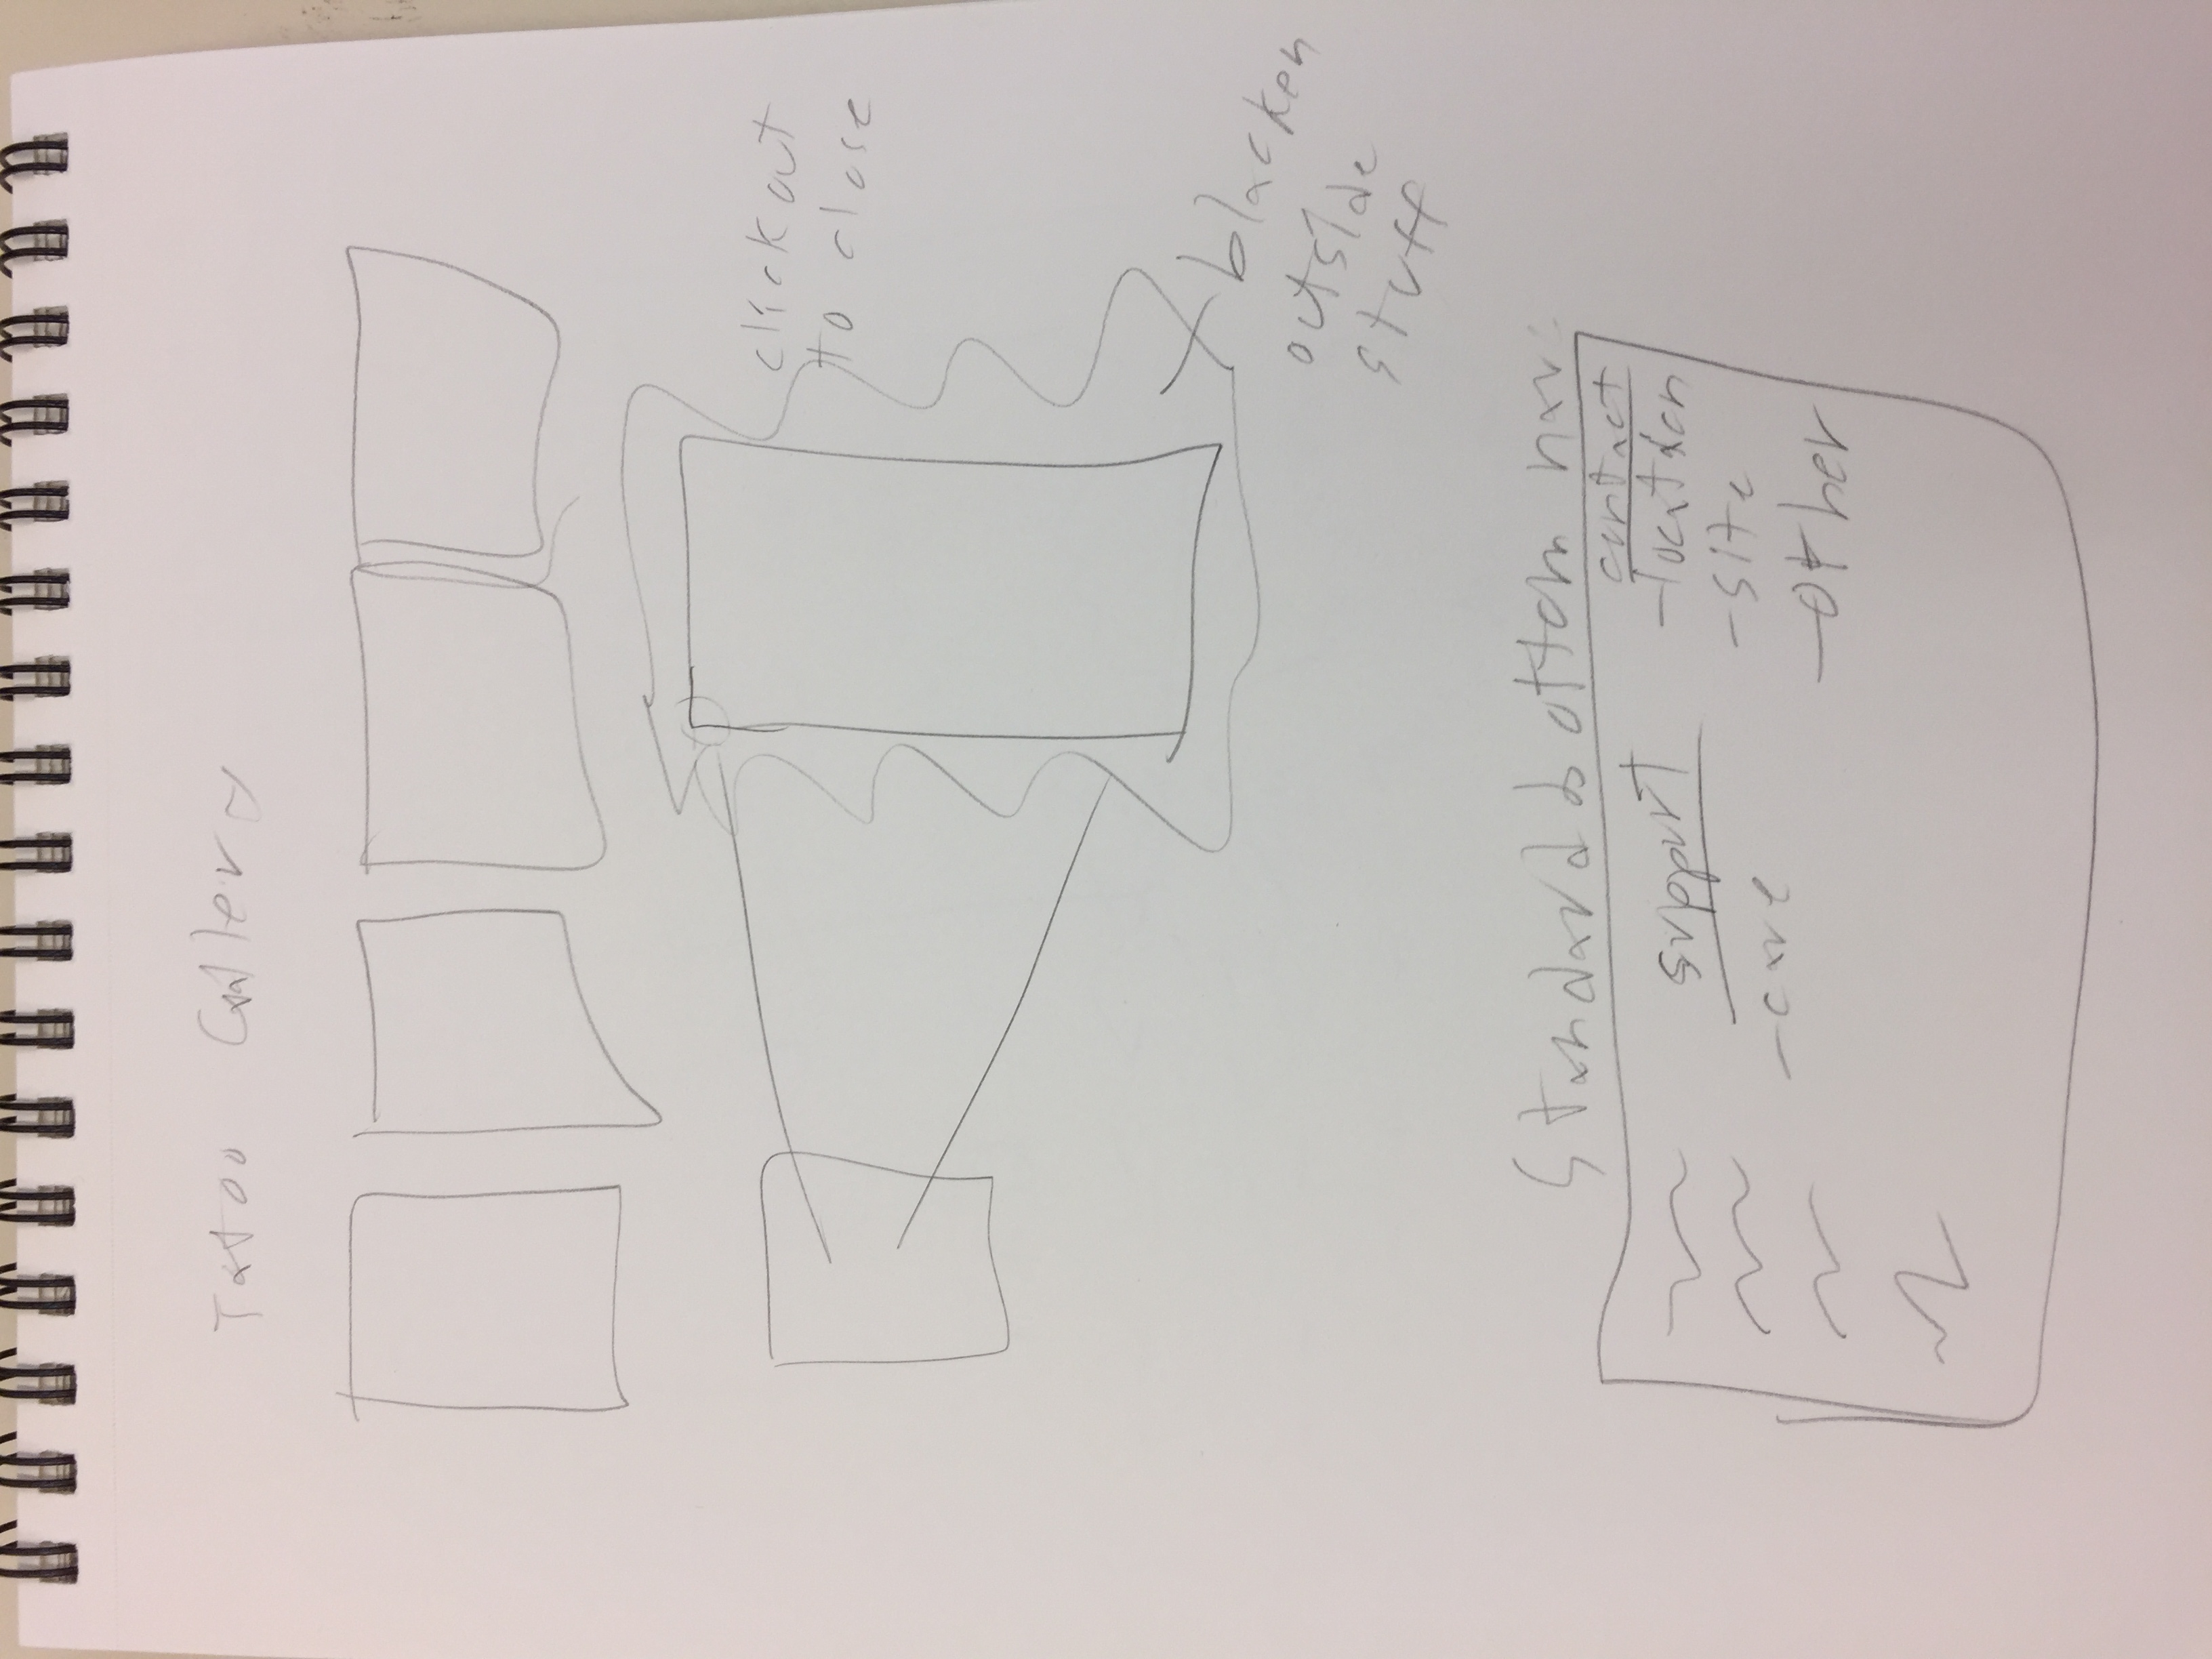 Tatoo Gallery
click out
to close
blacken
outside
stuff
Standard bottom nav
support
- care
contact
- location
- site
- other